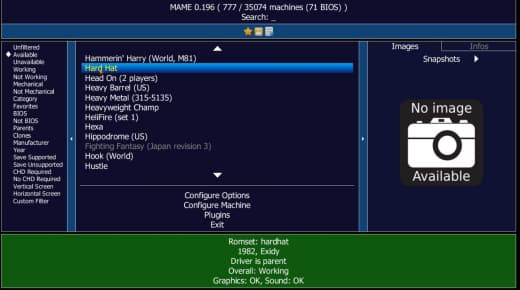 MAME 0.196 ( 777 / 35074 machines (71 BIOS) )
Search: _
Unfiltered
Available
Unavailable
Working
Not Working
Mechanical
Not Mechanical
Category
Favorites
BIOS
Not BIOS
Parents
Clones
Manufacturer
Year
Save Supported
Save Unsupported
CHD Required
No CHD Required
Vertical Screen
Horizontal Screen
Custom Filter
Hammerin' Harry (World, M81)
Hard Hat
Head On (2 players)
Heavy Barrel (US)
Heavy Metal (315-5135)
Heavyweight Champ
HeliFire (set 1)
Hexa
Hippodrome (US)
Fighting Fantasy (Japan revision 3)
Hook (World)
Hustle
Configure Options
Configure Machine
Plugins
Exit
Images
Infos
Snapshots
No image
Available
Romset: hardhat
1982, Exidy
Driver is parent
Overall: Working
Graphics: OK, Sound: OK